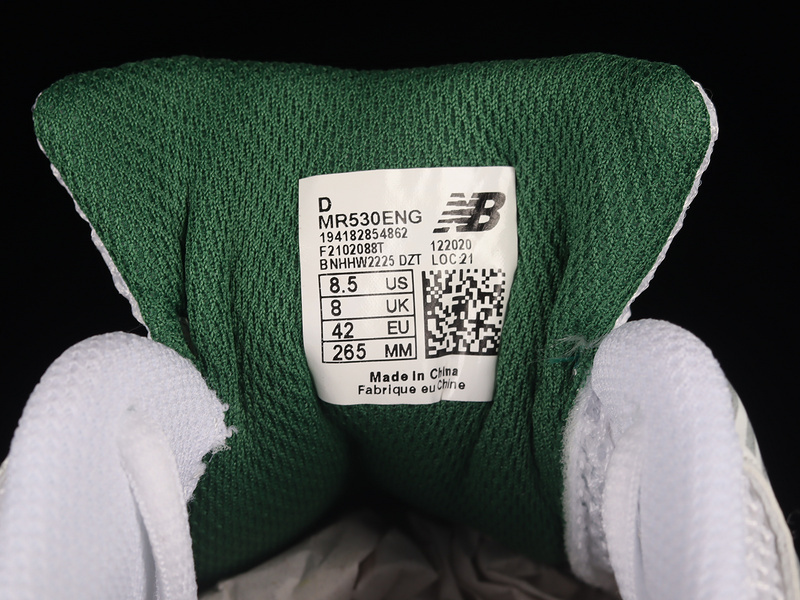 D
MR530ENG
NB
194182854862
F2102088T 122020
BNHHW2225 DZT LOC:21
8.5 US
8 UK
42 EU
265 MM
Made In China
Fabrique eu Chine